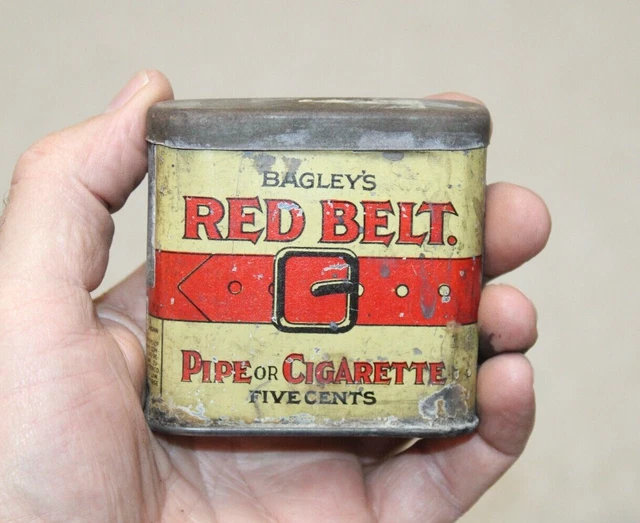 BAGLEY'S
RED BELT.
PIPE OR CIGARETTE
FIVE CENTS